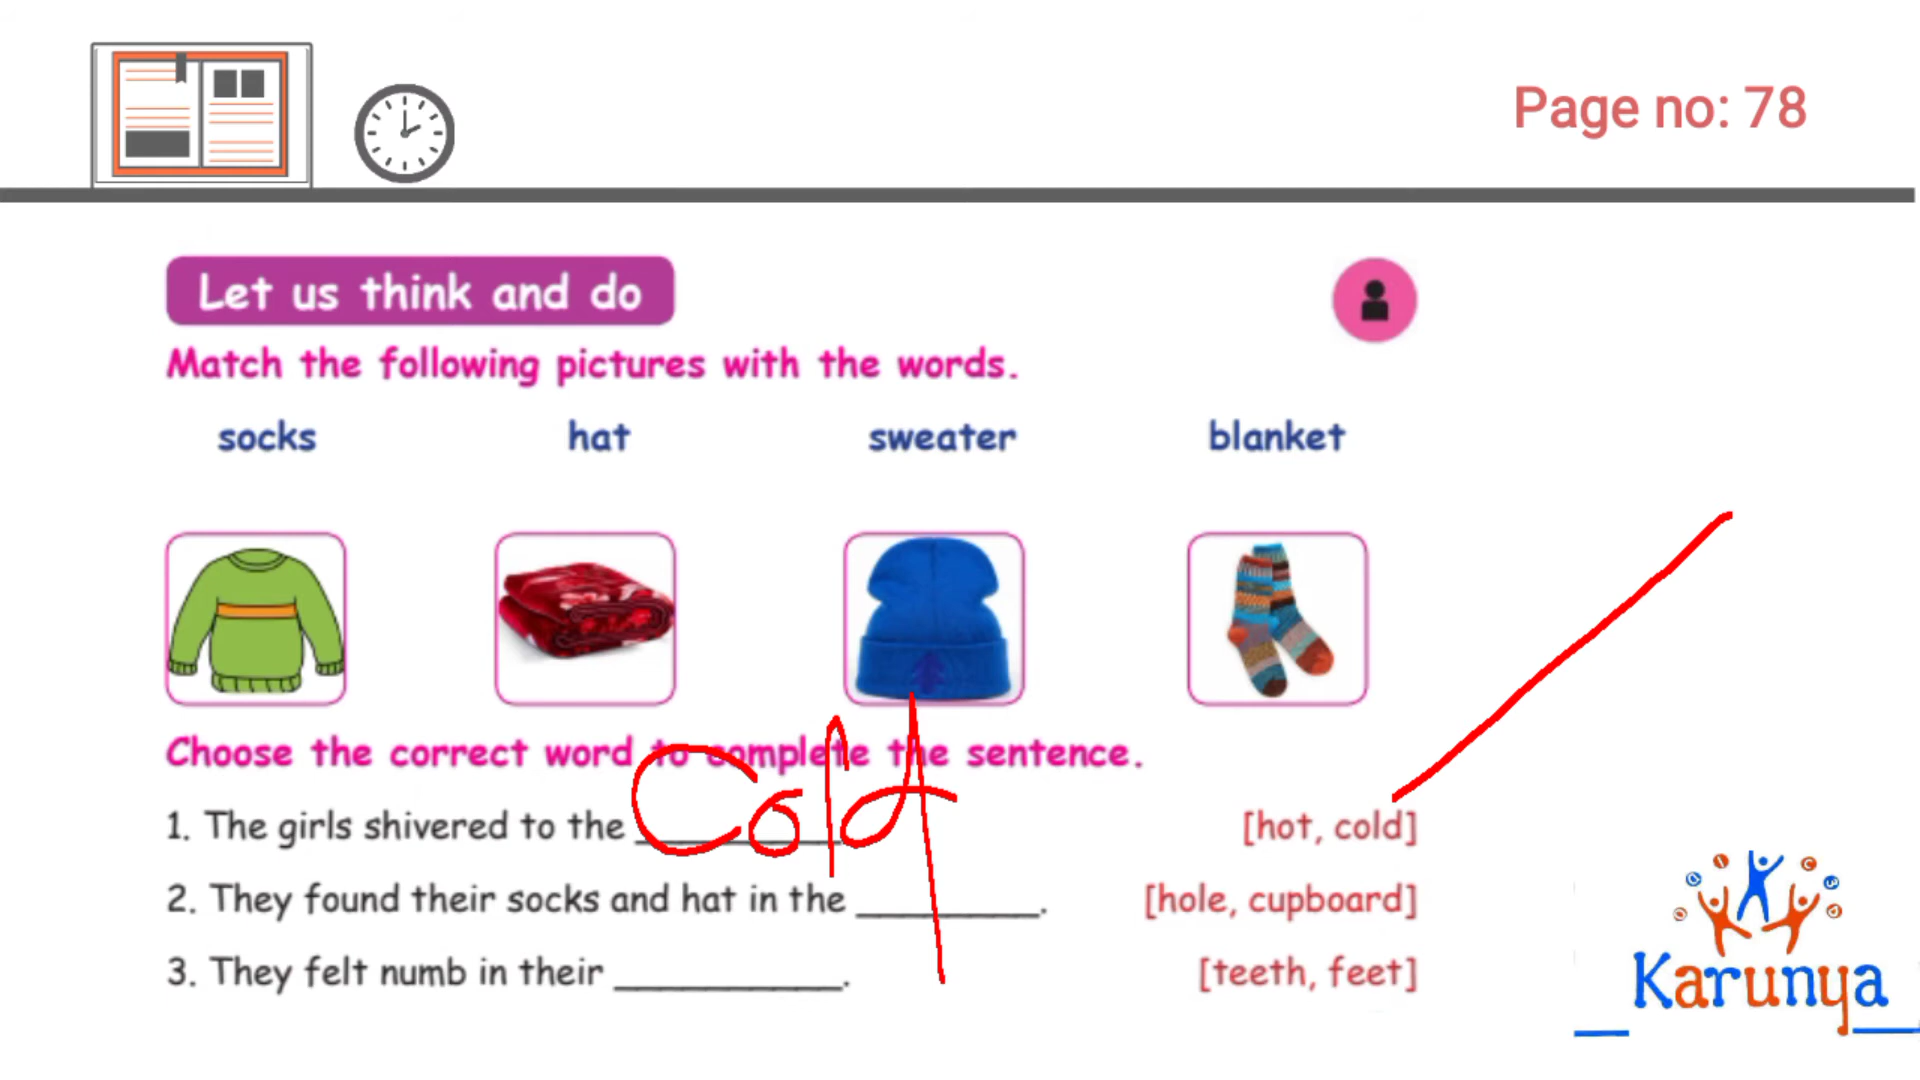 Page no: 78
Let us think and do
Match the following pictures with the words.
socks hat sweater blanket
Choose the correct word to complete the sentence.
1. The girls shivered to the Cold [hot, cold]
2. They found their socks and hat in the ________. [hole, cupboard]
3. They felt numb in their __________. [teeth, feet]
Karunya